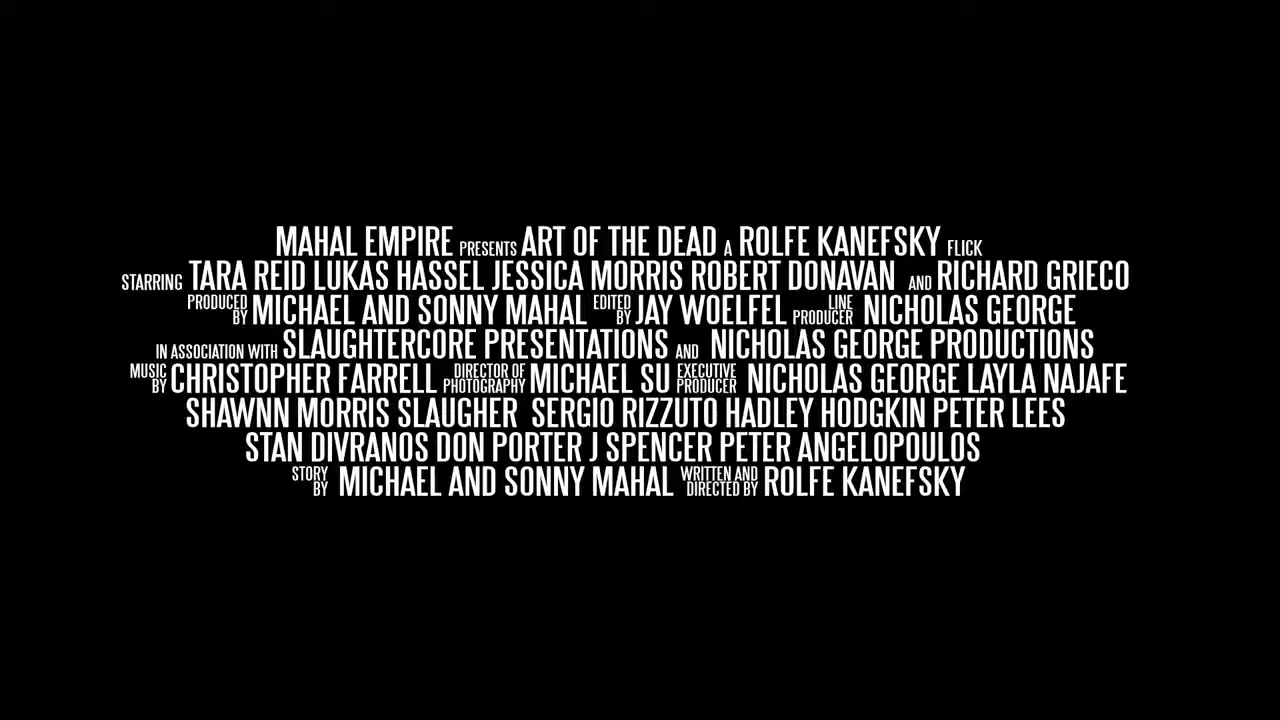 MAHAL EMPIRE PRESENTS ART OF THE DEAD A ROLFE KANEFSKY FLICK
STARRING TARA REID LUKAS HASSEL JESSICA MORRIS ROBERT DONAVAN AND RICHARD GRIECO
PRODUCED BY MICHAEL AND SONNY MAHAL EDITED BY JAY WOELFEL LINE PRODUCER NICHOLAS GEORGE
IN ASSOCIATION WITH SLAUGHTERCORE PRESENTATIONS AND NICHOLAS GEORGE PRODUCTIONS
MUSIC BY CHRISTOPHER FARRELL DIRECTOR OF PHOTOGRAPHY MICHAEL SU EXECUTIVE PRODUCER NICHOLAS GEORGE LAYLA NAJAFE
SHAWNN MORRIS SLAUGHER SERGIO RIZZUTO HADLEY HODGKIN PETER LEES
STAN DIVRANOS DON PORTER J SPENCER PETER ANGELOPOULOS
STORY BY MICHAEL AND SONNY MAHAL WRITTEN AND DIRECTED BY ROLFE KANEFSKY